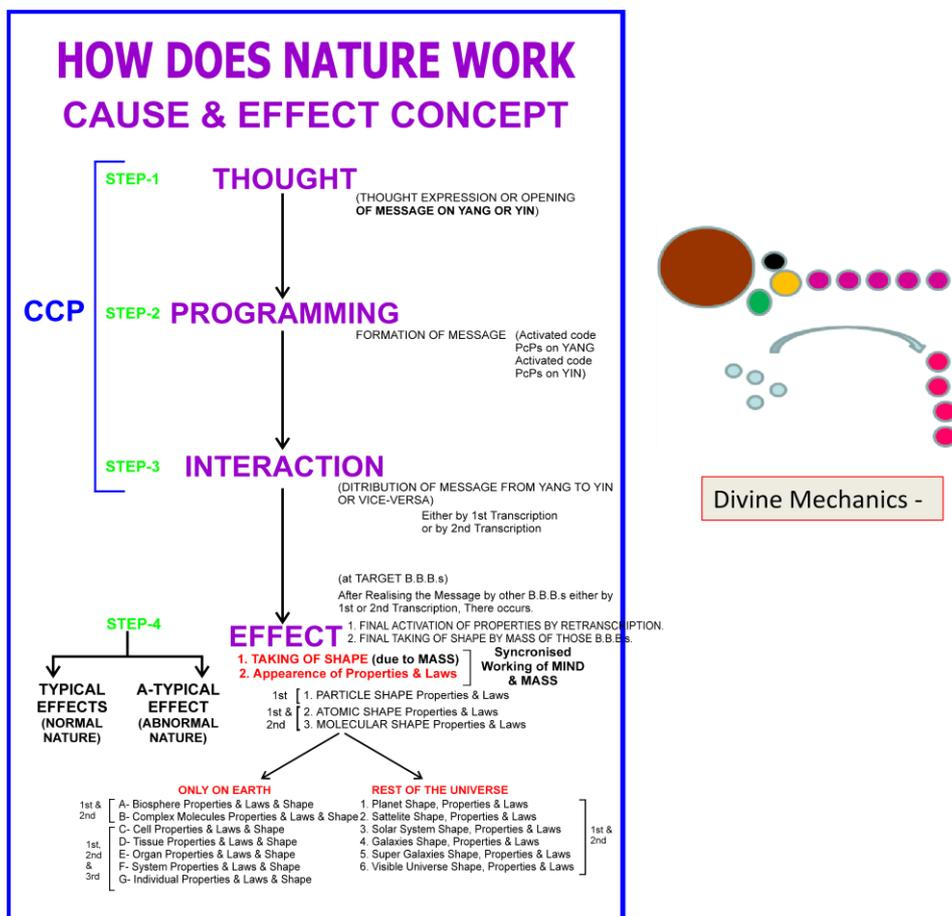 HOW DOES NATURE WORK
CAUSE & EFFECT CONCEPT
CCP
STEP-1
THOUGHT
(THOUGHT EXPRESSION OR OPENING
OF MESSAGE ON YANG OR YIN)
STEP-2
PROGRAMMING
FORMATION OF MESSAGE (Activated code
PcPs on YANG
Activated code
PcPs on YIN)
STEP-3
INTERACTION
(DITRIBUTION OF MESSAGE FROM YANG TO YIN
OR VICE-VERSA)
Either by 1st Transcription
or by 2nd Transcription
(at TARGET B.B.B.s)
After Realising the Message by other B.B.B.s either by
1st or 2nd Transcription, There occurs.
STEP-4
EFFECT
1. FINAL ACTIVATION OF PROPERTIES BY RETRANSCRIPTION.
2. FINAL TAKING OF SHAPE BY MASS OF THOSE B.B.B.s.
1. TAKING OF SHAPE (due to MASS)
2. Appearence of Properties & Laws
Syncronised
Working of MIND
& MASS
TYPICAL
EFFECTS
(NORMAL
NATURE)
A-TYPICAL
EFFECT
(ABNORMAL
NATURE)
1st
1. PARTICLE SHAPE Properties & Laws
1st &
2nd
2. ATOMIC SHAPE Properties & Laws
3. MOLECULAR SHAPE Properties & Laws
ONLY ON EARTH
1st &
2nd
A- Biosphere Properties & Laws & Shape
B- Complex Molecules Properties & Laws & Shape
1st,
2nd
&
3rd
C- Cell Properties & Laws & Shape
D- Tissue Properties & Laws & Shape
E- Organ Properties & Laws & Shape
F- System Properties & Laws & Shape
G- Individual Properties & Laws & Shape
REST OF THE UNIVERSE
1. Planet Shape, Properties & Laws
2. Sattelite Shape, Properties & Laws
3. Solar System Shape, Properties & Laws
4. Galaxies Shape, Properties & Laws
5. Super Galaxies Shape, Properties & Laws
6. Visible Universe Shape, Properties & Laws
1st &
2nd
Divine Mechanics -